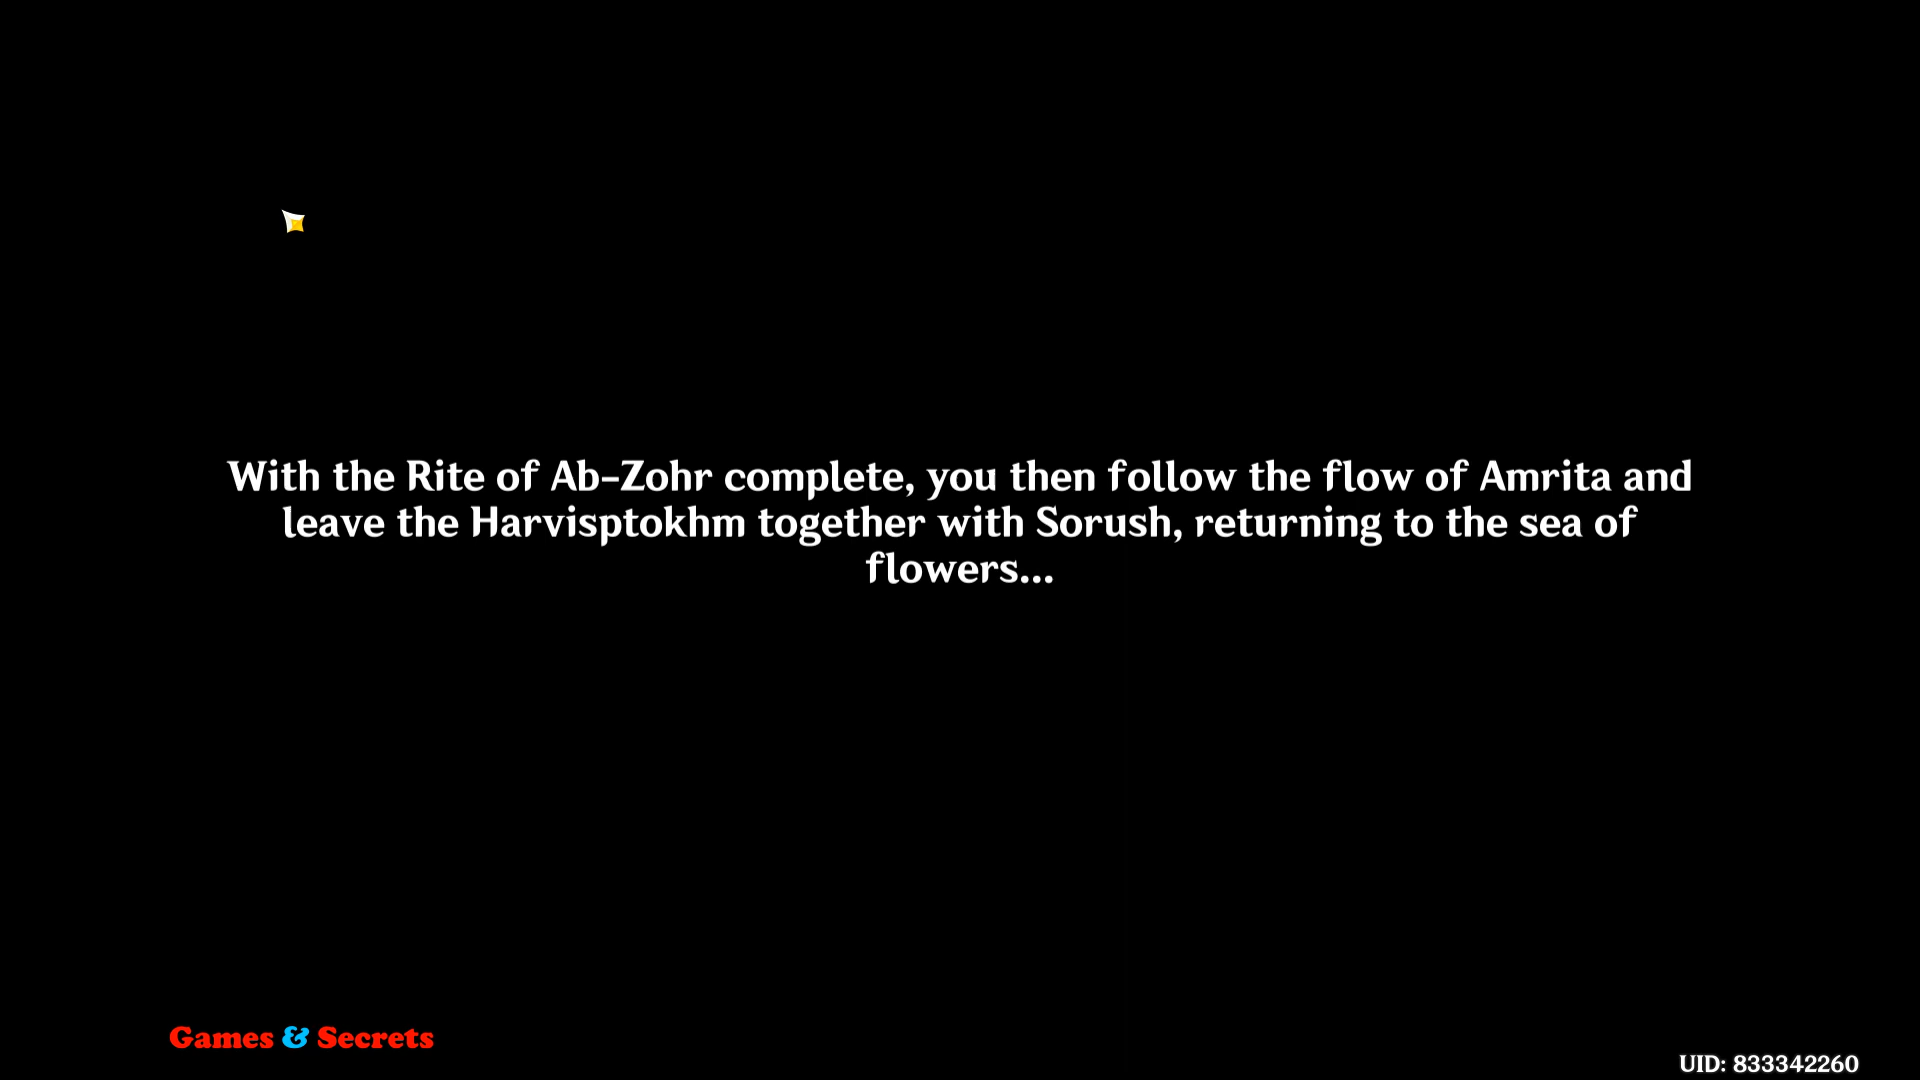 With the Rite of Ab-Zohr complete, you then follow the flow of Amrita and
leave the Harvisptokhm together with Sorush, returning to the sea of
flowers...
Games & Secrets
UID: 833342260